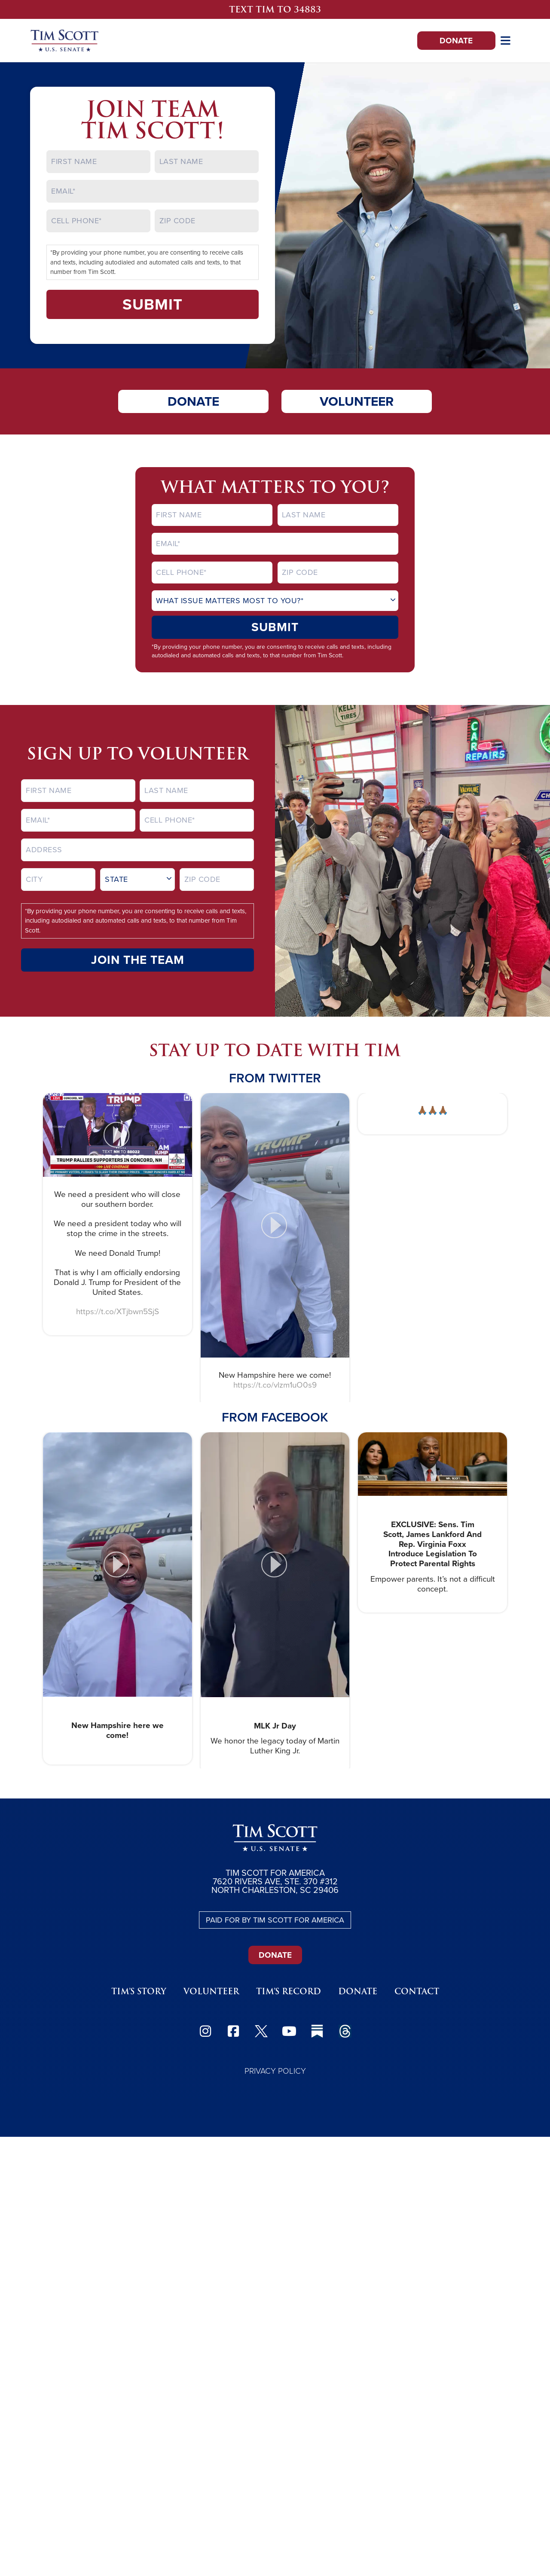 TEXT TIM TO 34883
TIM SCOTT
★ U.S. SENATE ★
DONATE
JOIN TEAM
TIM SCOTT!
FIRST NAME
LAST NAME
EMAIL*
CELL PHONE*
ZIP CODE
*By providing your phone number, you are consenting to receive calls
and texts, including autodialed and automated calls and texts, to that
number from Tim Scott.
SUBMIT
DONATE
VOLUNTEER
WHAT MATTERS TO YOU?
FIRST NAME
LAST NAME
EMAIL*
CELL PHONE*
ZIP CODE
WHAT ISSUE MATTERS MOST TO YOU?*
SUBMIT
*By providing your phone number, you are consenting to receive calls and texts, including
autodialed and automated calls and texts, to that number from Tim Scott.
KELLY
TIRES
CAR
REPAIRS
VALVOLINE
SIGN UP TO VOLUNTEER
FIRST NAME
LAST NAME
EMAIL*
CELL PHONE*
ADDRESS
CITY
STATE
ZIP CODE
*By providing your phone number, you are consenting to receive calls and texts,
including autodialed and automated calls and texts, to that number from Tim
Scott.
JOIN THE TEAM
STAY UP TO DATE WITH TIM
FROM TWITTER
TRUMP
TEXT NH TO 88022
TRUMP RALLIES SUPPORTERS IN CONCORD, NH
LIVE COVERAGE
We need a president who will close
our southern border.
We need a president today who will
stop the crime in the streets.
We need Donald Trump!
That is why I am officially endorsing
Donald J. Trump for President of the
United States.
https://t.co/XTjbwn5SjS
TRUMP
New Hampshire here we come!
https://t.co/vlzm1uO0s9
🙏🏾🙏🏾🙏🏾
FROM FACEBOOK
TRUMP
New Hampshire here we
come!
MLK Jr Day
We honor the legacy today of Martin
Luther King Jr.
EXCLUSIVE: Sens. Tim
Scott, James Lankford And
Rep. Virginia Foxx
Introduce Legislation To
Protect Parental Rights
Empower parents. It's not a difficult
concept.
TIM SCOTT
★ U.S. SENATE ★
TIM SCOTT FOR AMERICA
7620 RIVERS AVE, STE. 370 #312
NORTH CHARLESTON, SC 29406
PAID FOR BY TIM SCOTT FOR AMERICA
DONATE
TIM'S STORY
VOLUNTEER
TIM'S RECORD
DONATE
CONTACT
PRIVACY POLICY